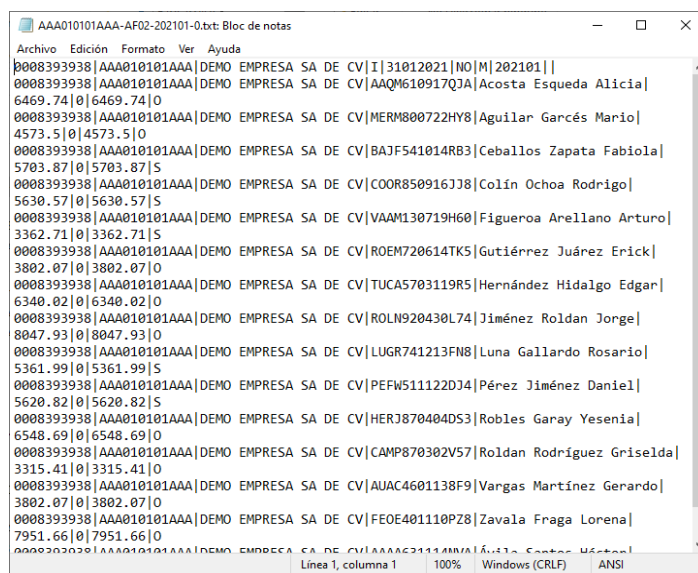 AAA010101AAA-AF02-202101-0.txt: Bloc de notas
Archivo Edición Formato Ver Ayuda
0008393938|AAA010101AAA|DEMO EMPRESA SA DE CV|I|31012021|NO|M|202101||
0008393938|AAA010101AAA|DEMO EMPRESA SA DE CV|AAQM610917QJA|Acosta Esqueda Alicia|
6469.74|0|6469.74|O
0008393938|AAA010101AAA|DEMO EMPRESA SA DE CV|MERM800722HY8|Aguilar Garcés Mario|
4573.5|0|4573.5|O
0008393938|AAA010101AAA|DEMO EMPRESA SA DE CV|BAJF541014RB3|Ceballos Zapata Fabiola|
5703.87|0|5703.87|S
0008393938|AAA010101AAA|DEMO EMPRESA SA DE CV|COOR850916JJ8|Colín Ochoa Rodrigo|
5630.57|0|5630.57|S
0008393938|AAA010101AAA|DEMO EMPRESA SA DE CV|VAAM130719H60|Figueroa Arellano Arturo|
3362.71|0|3362.71|S
0008393938|AAA010101AAA|DEMO EMPRESA SA DE CV|ROEM720614TK5|Gutiérrez Juárez Erick|
3802.07|0|3802.07|O
0008393938|AAA010101AAA|DEMO EMPRESA SA DE CV|TUCA5703119R5|Hernández Hidalgo Edgar|
6340.02|0|6340.02|O
0008393938|AAA010101AAA|DEMO EMPRESA SA DE CV|ROLN920430L74|Jiménez Roldan Jorge|
8047.93|0|8047.93|O
0008393938|AAA010101AAA|DEMO EMPRESA SA DE CV|LUGR741213FN8|Luna Gallardo Rosario|
5361.99|0|5361.99|S
0008393938|AAA010101AAA|DEMO EMPRESA SA DE CV|PEFW511122DJ4|Pérez Jiménez Daniel|
5620.82|0|5620.82|S
0008393938|AAA010101AAA|DEMO EMPRESA SA DE CV|HERJ870404DS3|Robles Garay Yesenia|
6548.69|0|6548.69|O
0008393938|AAA010101AAA|DEMO EMPRESA SA DE CV|CAMP870302V57|Roldan Rodríguez Griselda|
3315.41|0|3315.41|O
0008393938|AAA010101AAA|DEMO EMPRESA SA DE CV|AUAC4601138F9|Vargas Martínez Gerardo|
3802.07|0|3802.07|O
0008393938|AAA010101AAA|DEMO EMPRESA SA DE CV|FEOE401110PZ8|Zavala Fraga Lorena|
7951.66|0|7951.66|O
0008393938|AAA010101AAA|DEMO EMPRESA SA DE CV|AAAA631114NVA|Ávila Santos Héctor|
Línea 1, columna 1 100% Windows (CRLF) ANSI